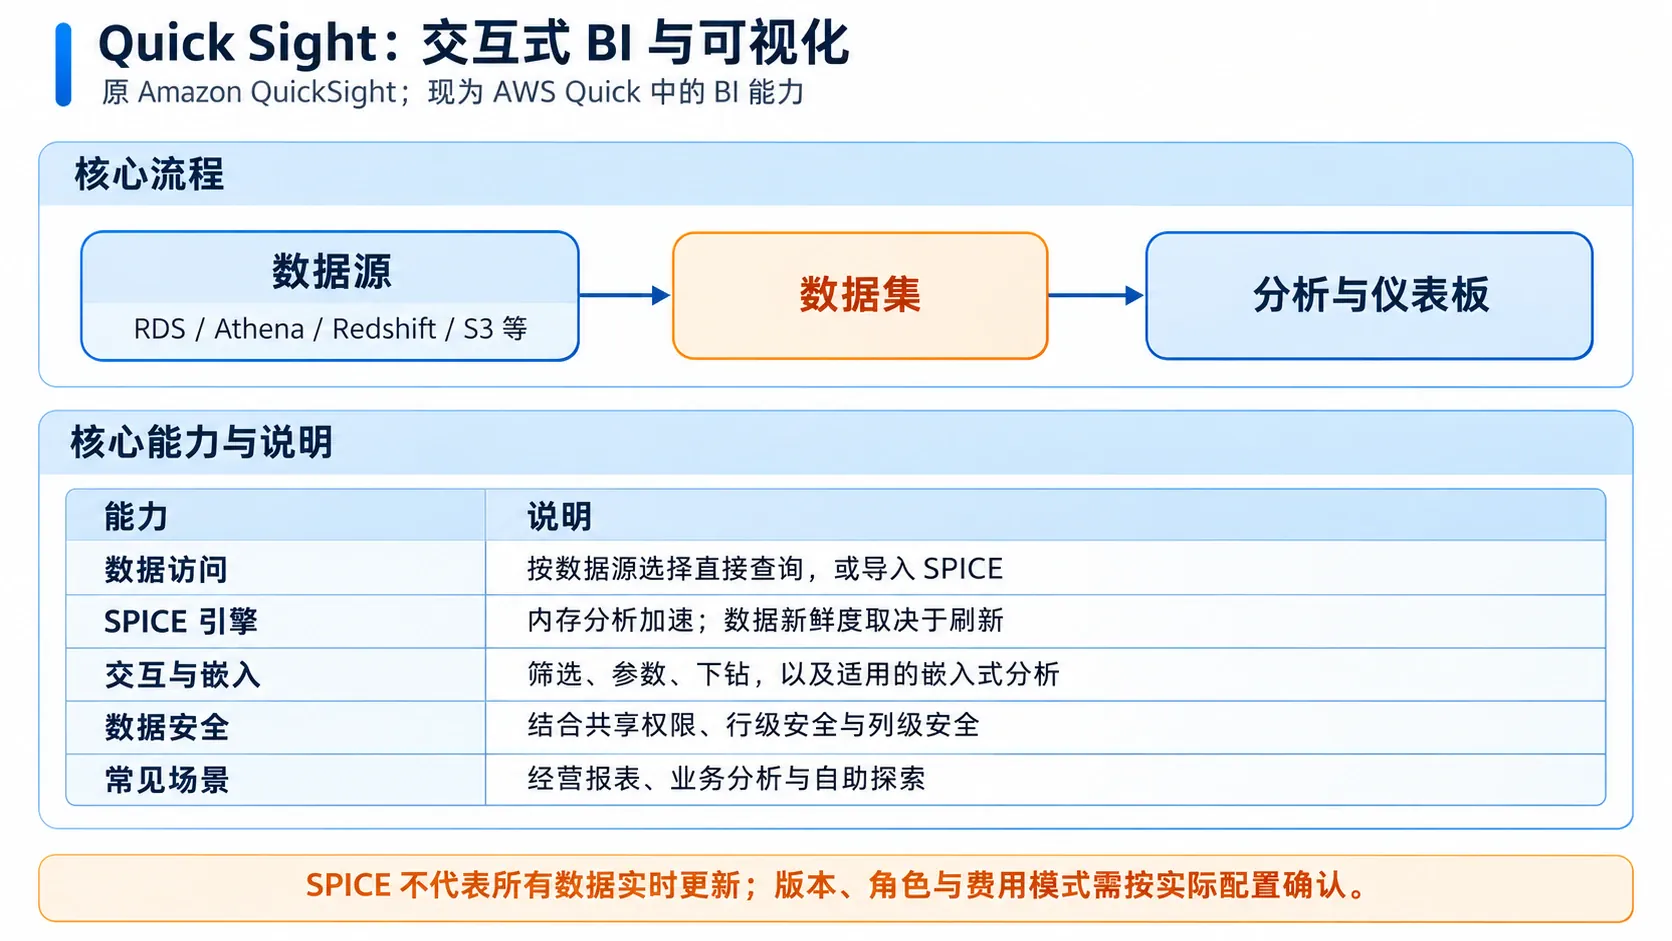 Quick Sight：交互式 BI 与可视化
原 Amazon QuickSight；现为 AWS Quick 中的 BI 能力
核心流程
数据源
RDS / Athena / Redshift / S3 等
数据集
分析与仪表板
核心能力与说明
能力
说明
数据访问
按数据源选择直接查询，或导入 SPICE
SPICE 引擎
内存分析加速；数据新鲜度取决于刷新
交互与嵌入
筛选、参数、下钻，以及适用的嵌入式分析
数据安全
结合共享权限、行级安全与列级安全
常见场景
经营报表、业务分析与自助探索
SPICE 不代表所有数据实时更新；版本、角色与费用模式需按实际配置确认。